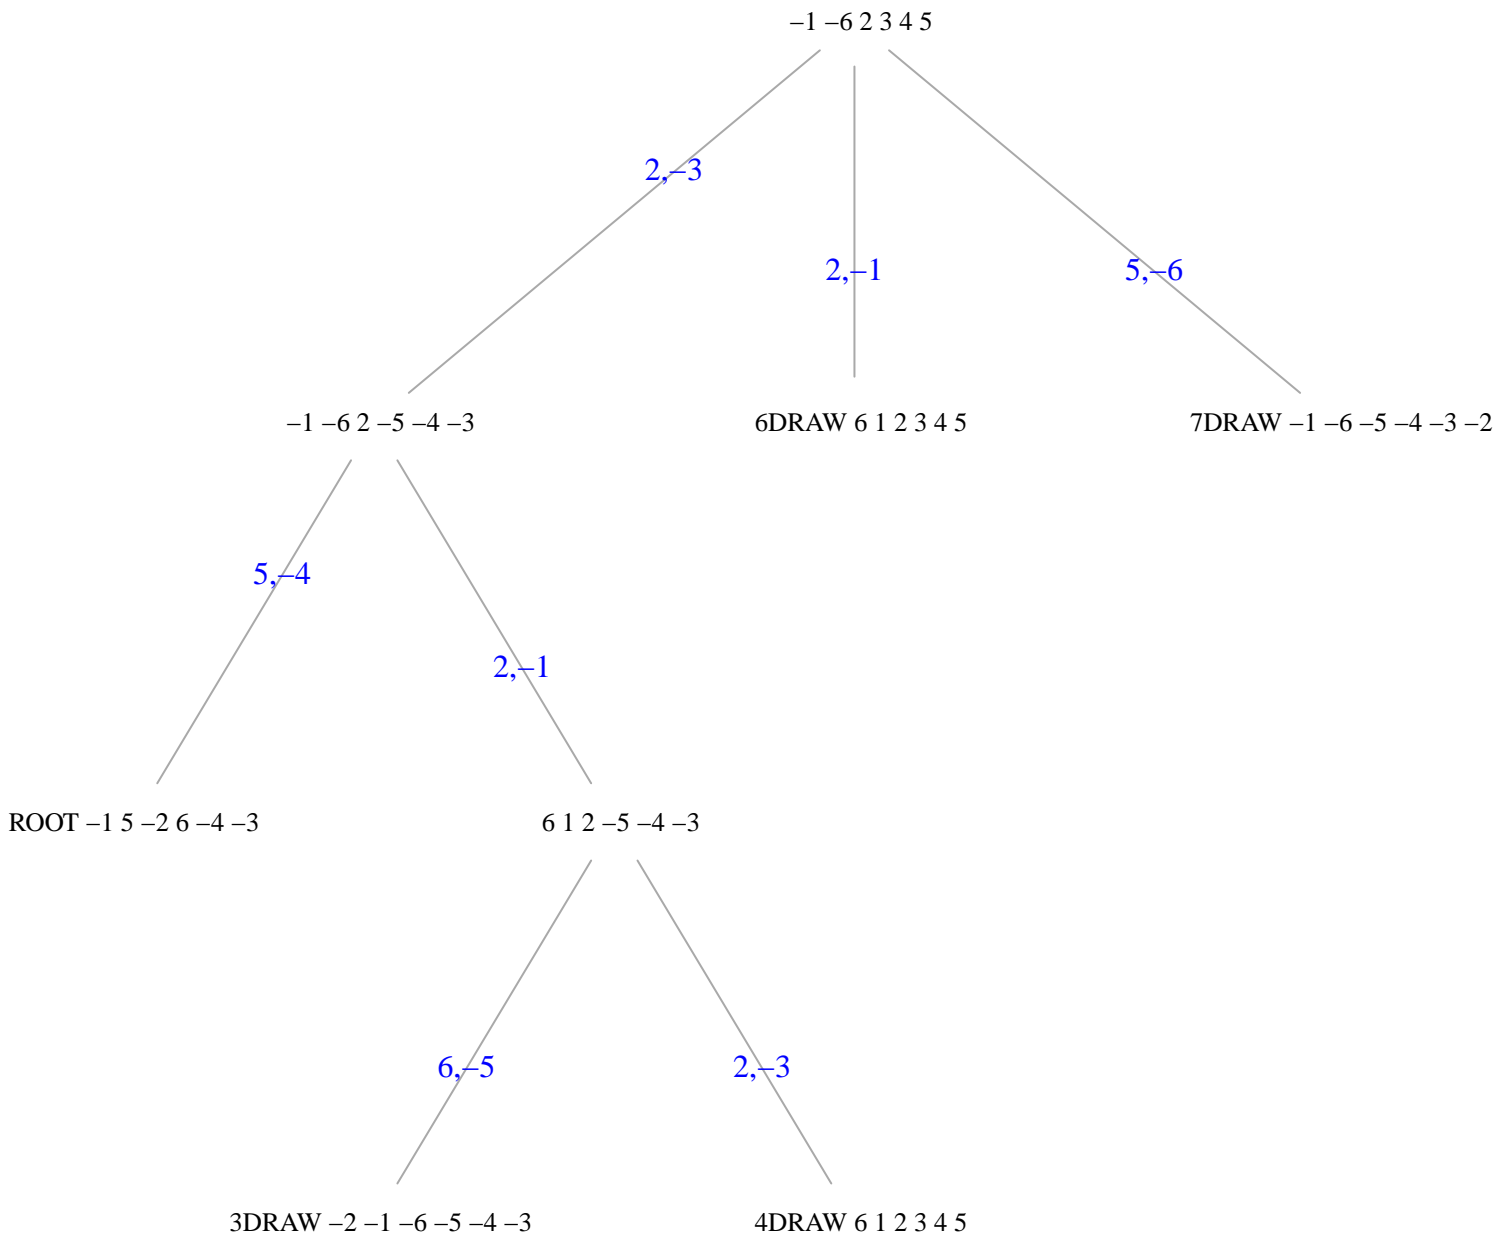 –1 –6 2 3 4 5
2,–3
2,–1
5,–6
–1 –6 2 –5 –4 –3
6DRAW 6 1 2 3 4 5
7DRAW –1 –6 –5 –4 –3 –2
5,–4
2,–1
ROOT –1 5 –2 6 –4 –3
6 1 2 –5 –4 –3
6,–5
2,–3
3DRAW –2 –1 –6 –5 –4 –3
4DRAW 6 1 2 3 4 5